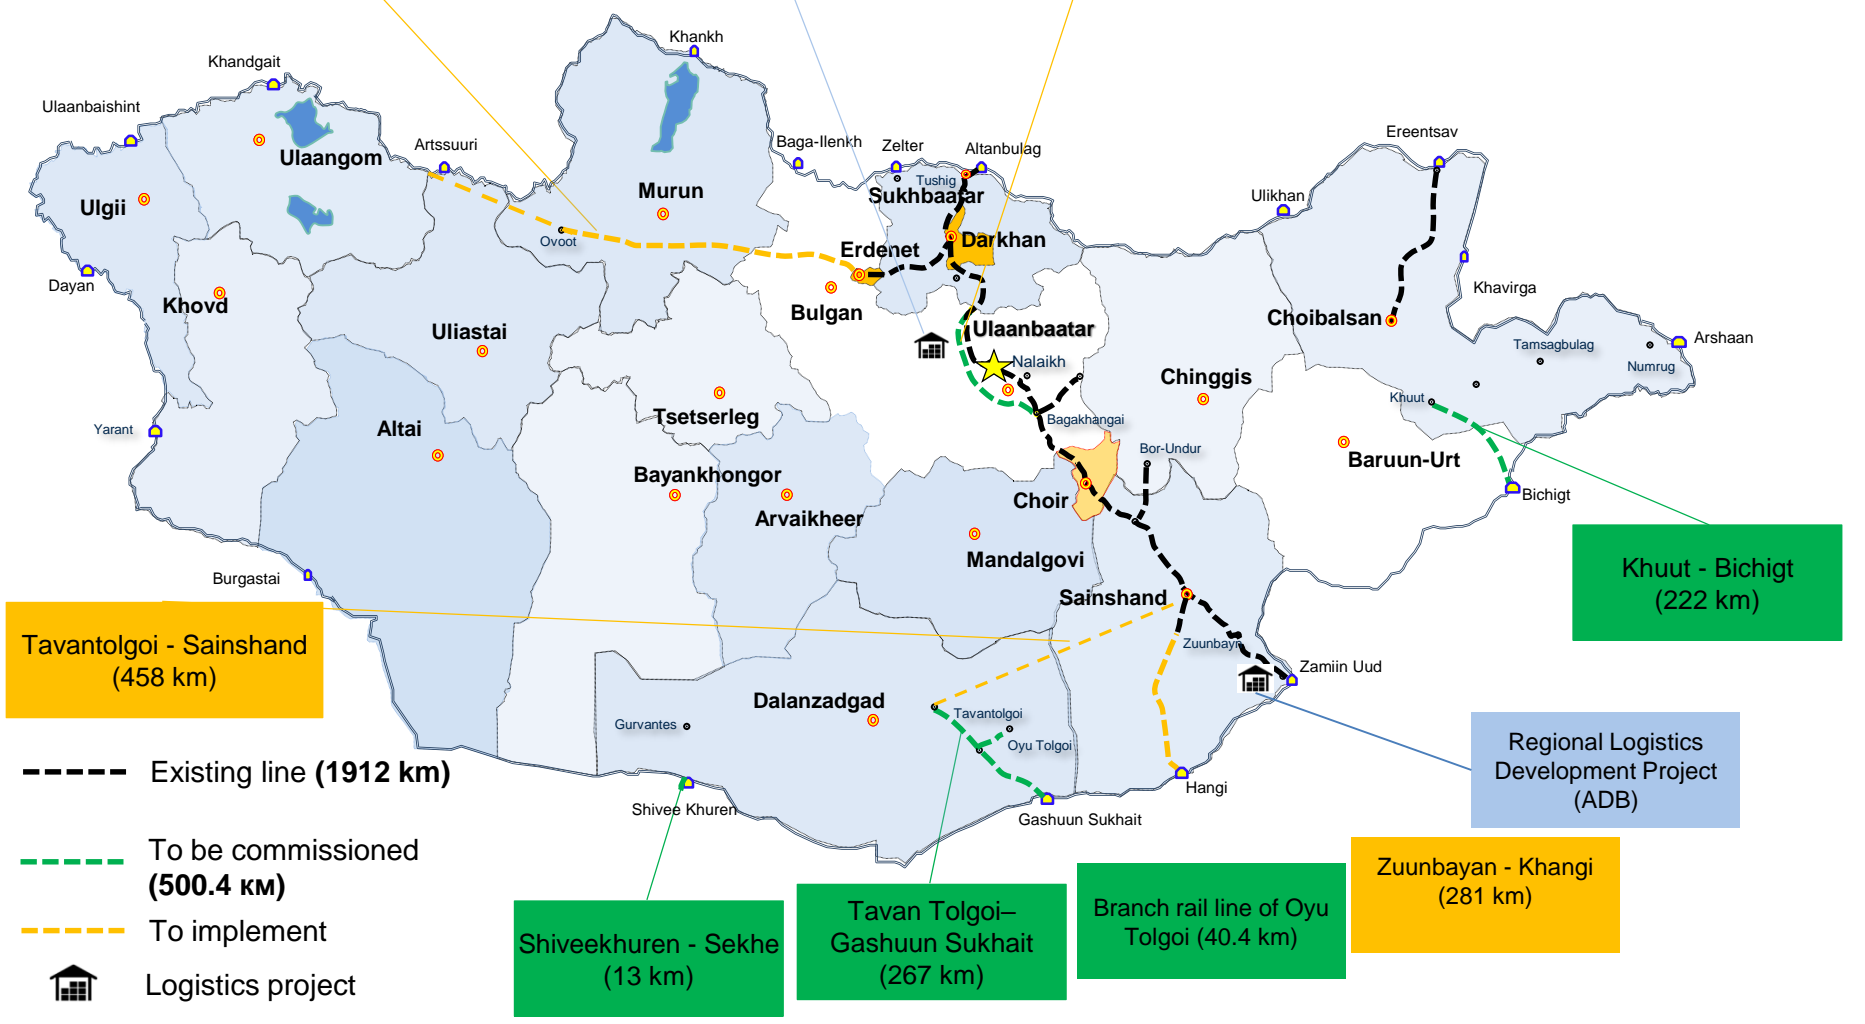 Khankh
Khandgait
Ulaanbaishint
Artssuuri
Baga-Ilenkh
Zelter
Altanbulag
Ereentsav
Ulaangom
Tushig
Murun
Sukhbaatar
Ulikhan
Ulgii
Ovoot
Erdenet
Darkhan
Dayan
Khovd
Bulgan
Khavirga
Uliastai
Ulaanbaatar
Choibalsan
Arshaan
Tamsagbulag
Numrug
Nalaikh
Chinggis
Khuut
Tsetserleg
Bagakhangai
Yarant
Altai
Bor-Undur
Baruun-Urt
Bayankhongor
Choir
Bichigt
Arvaikheer
Mandalgovi
Burgastai
Khuut - Bichigt
(222 km)
Sainshand
Tavantolgoi - Sainshand
(458 km)
Zuunbayn
Zamiin Uud
Dalanzadgad
Gurvantes
Tavantolgoi
Oyu Tolgoi
Regional Logistics
Development Project
(ADB)
Existing line (1912 km)
Hangi
Shivee Khuren
Gashuun Sukhait
To be commissioned
(500.4 км)
Zuunbayan - Khangi
(281 km)
To implement
Shiveekhuren - Sekhe
(13 km)
Tavan Tolgoi–
Gashuun Sukhait
(267 km)
Branch rail line of Oyu
Tolgoi (40.4 km)
Logistics project